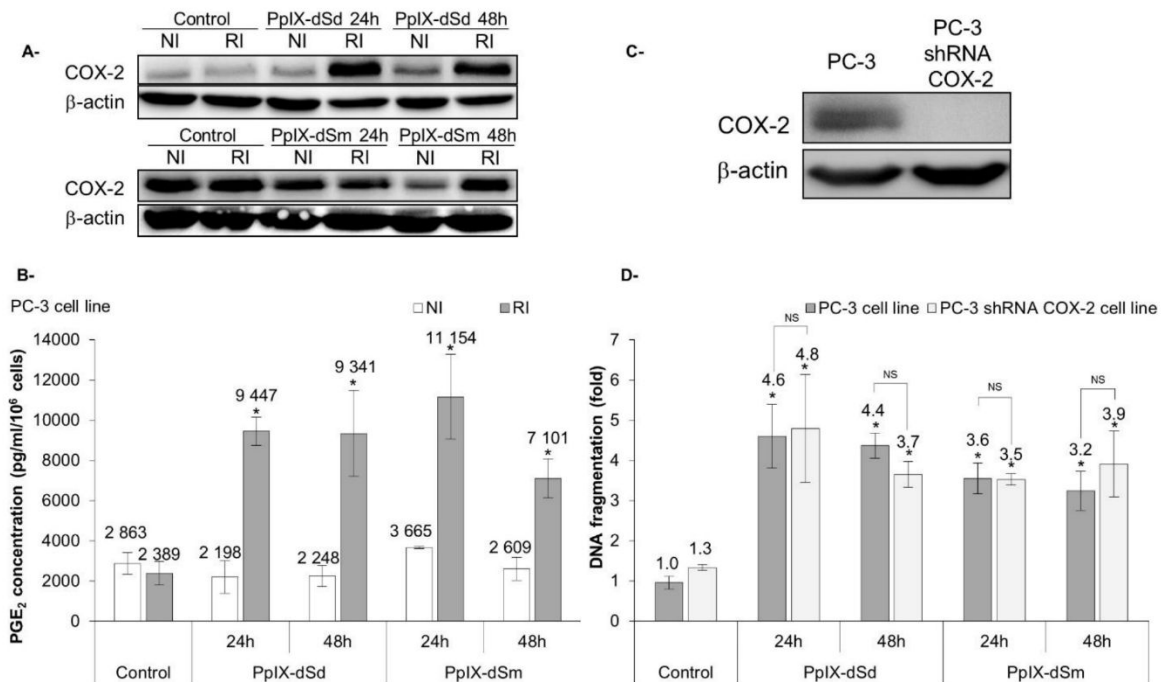 A-
Control PpIX-dSd 24h PpIX-dSd 48h
NI RI NI RI NI RI
COX-2
β-actin
Control PpIX-dSm 24h PpIX-dSm 48h
NI RI NI RI NI RI
COX-2
β-actin
C-
PC-3
PC-3
shRNA
COX-2
COX-2
β-actin
B-
PC-3 cell line
NI RI
PGE₂ concentration (pg/ml/10⁶ cells)
14000
12000
10000
8000
6000
4000
2000
0
2 863
2 389
2 198
9 447
*
2 248
9 341
*
3 665
11 154
*
2 609
7 101
*
24h 48h 24h 48h
Control PpIX-dSd PpIX-dSm
D-
PC-3 cell line PC-3 shRNA COX-2 cell line
DNA fragmentation (fold)
7
6
5
4
3
2
1
0
1.0
1.3
NS
4.6
*
4.8
*
NS
4.4
*
3.7
*
NS
3.6
*
3.5
*
NS
3.2
*
3.9
*
24h 48h 24h 48h
Control PpIX-dSd PpIX-dSm